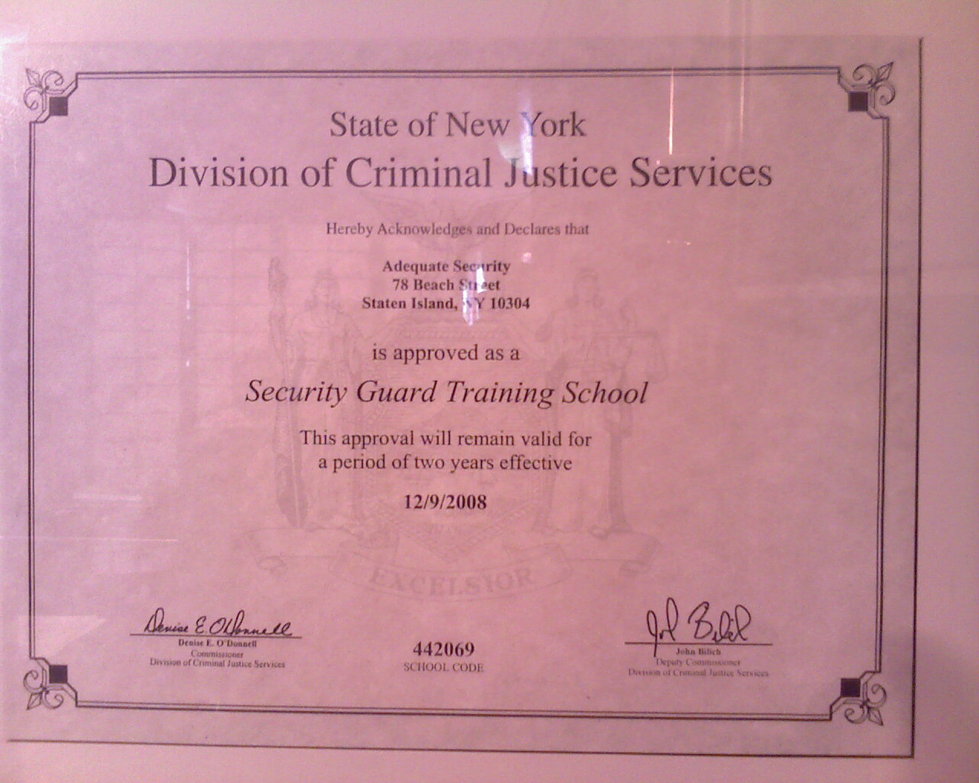 State of New York
Division of Criminal Justice Services
Hereby Acknowledges and Declares that
Adequate Security
78 Beach Street
Staten Island, NY 10304
is approved as a
Security Guard Training School
This approval will remain valid for
a period of two years effective
12/9/2008
EXCELSIOR
Denise E. O'Donnell
Denise E. O'Donnell
Commissioner
Division of Criminal Justice Services
442069
SCHOOL CODE
John Bilich
Deputy Commissioner
Division of Criminal Justice Services